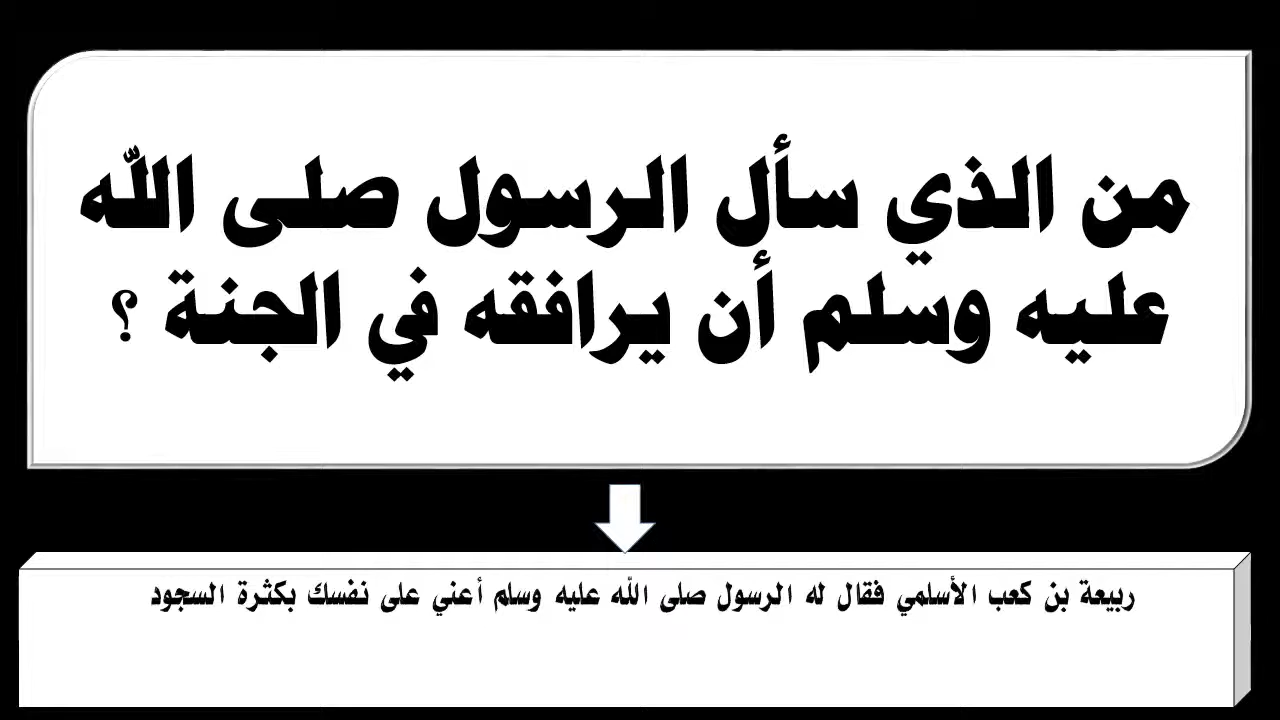 من الذي سأل الرسول صلى الله
عليه وسلم أن يرافقه في الجنة ؟
ربيعة بن كعب الأسلمي فقال له الرسول صلى الله عليه وسلم أعني على نفسك بكثرة السجود